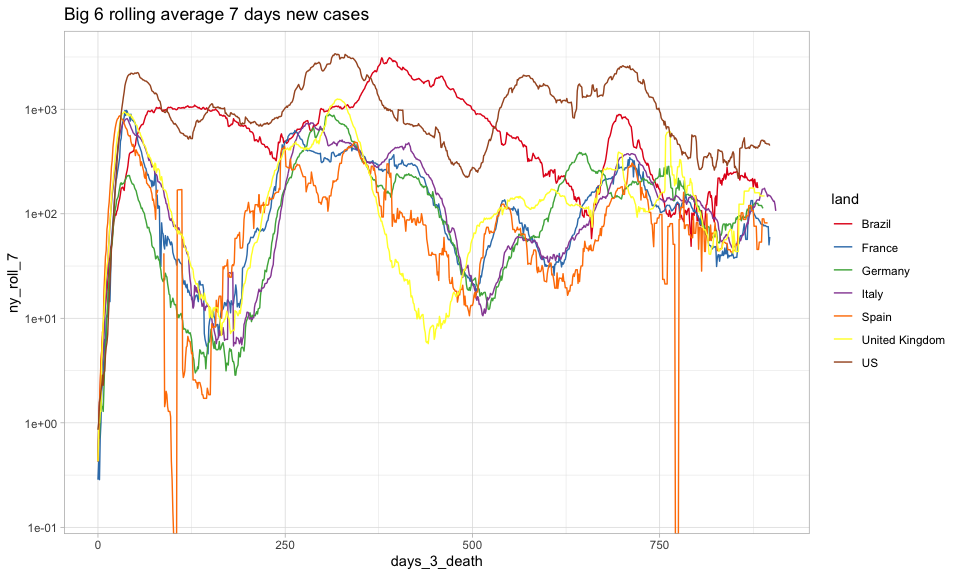 Big 6 rolling average 7 days new cases
ny_roll_7
1e+03
1e+02
1e+01
1e+00
1e-01
0
250
500
750
days_3_death
land
Brazil
France
Germany
Italy
Spain
United Kingdom
US